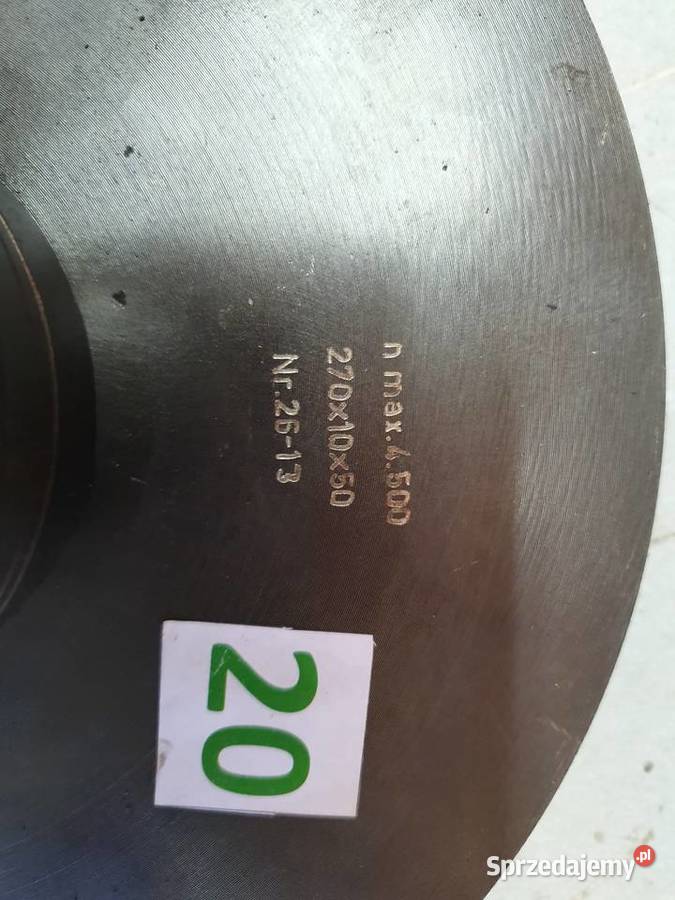 n max.4.500
270x10x50
Nr.26-13
20
Sprzedajemy.pl